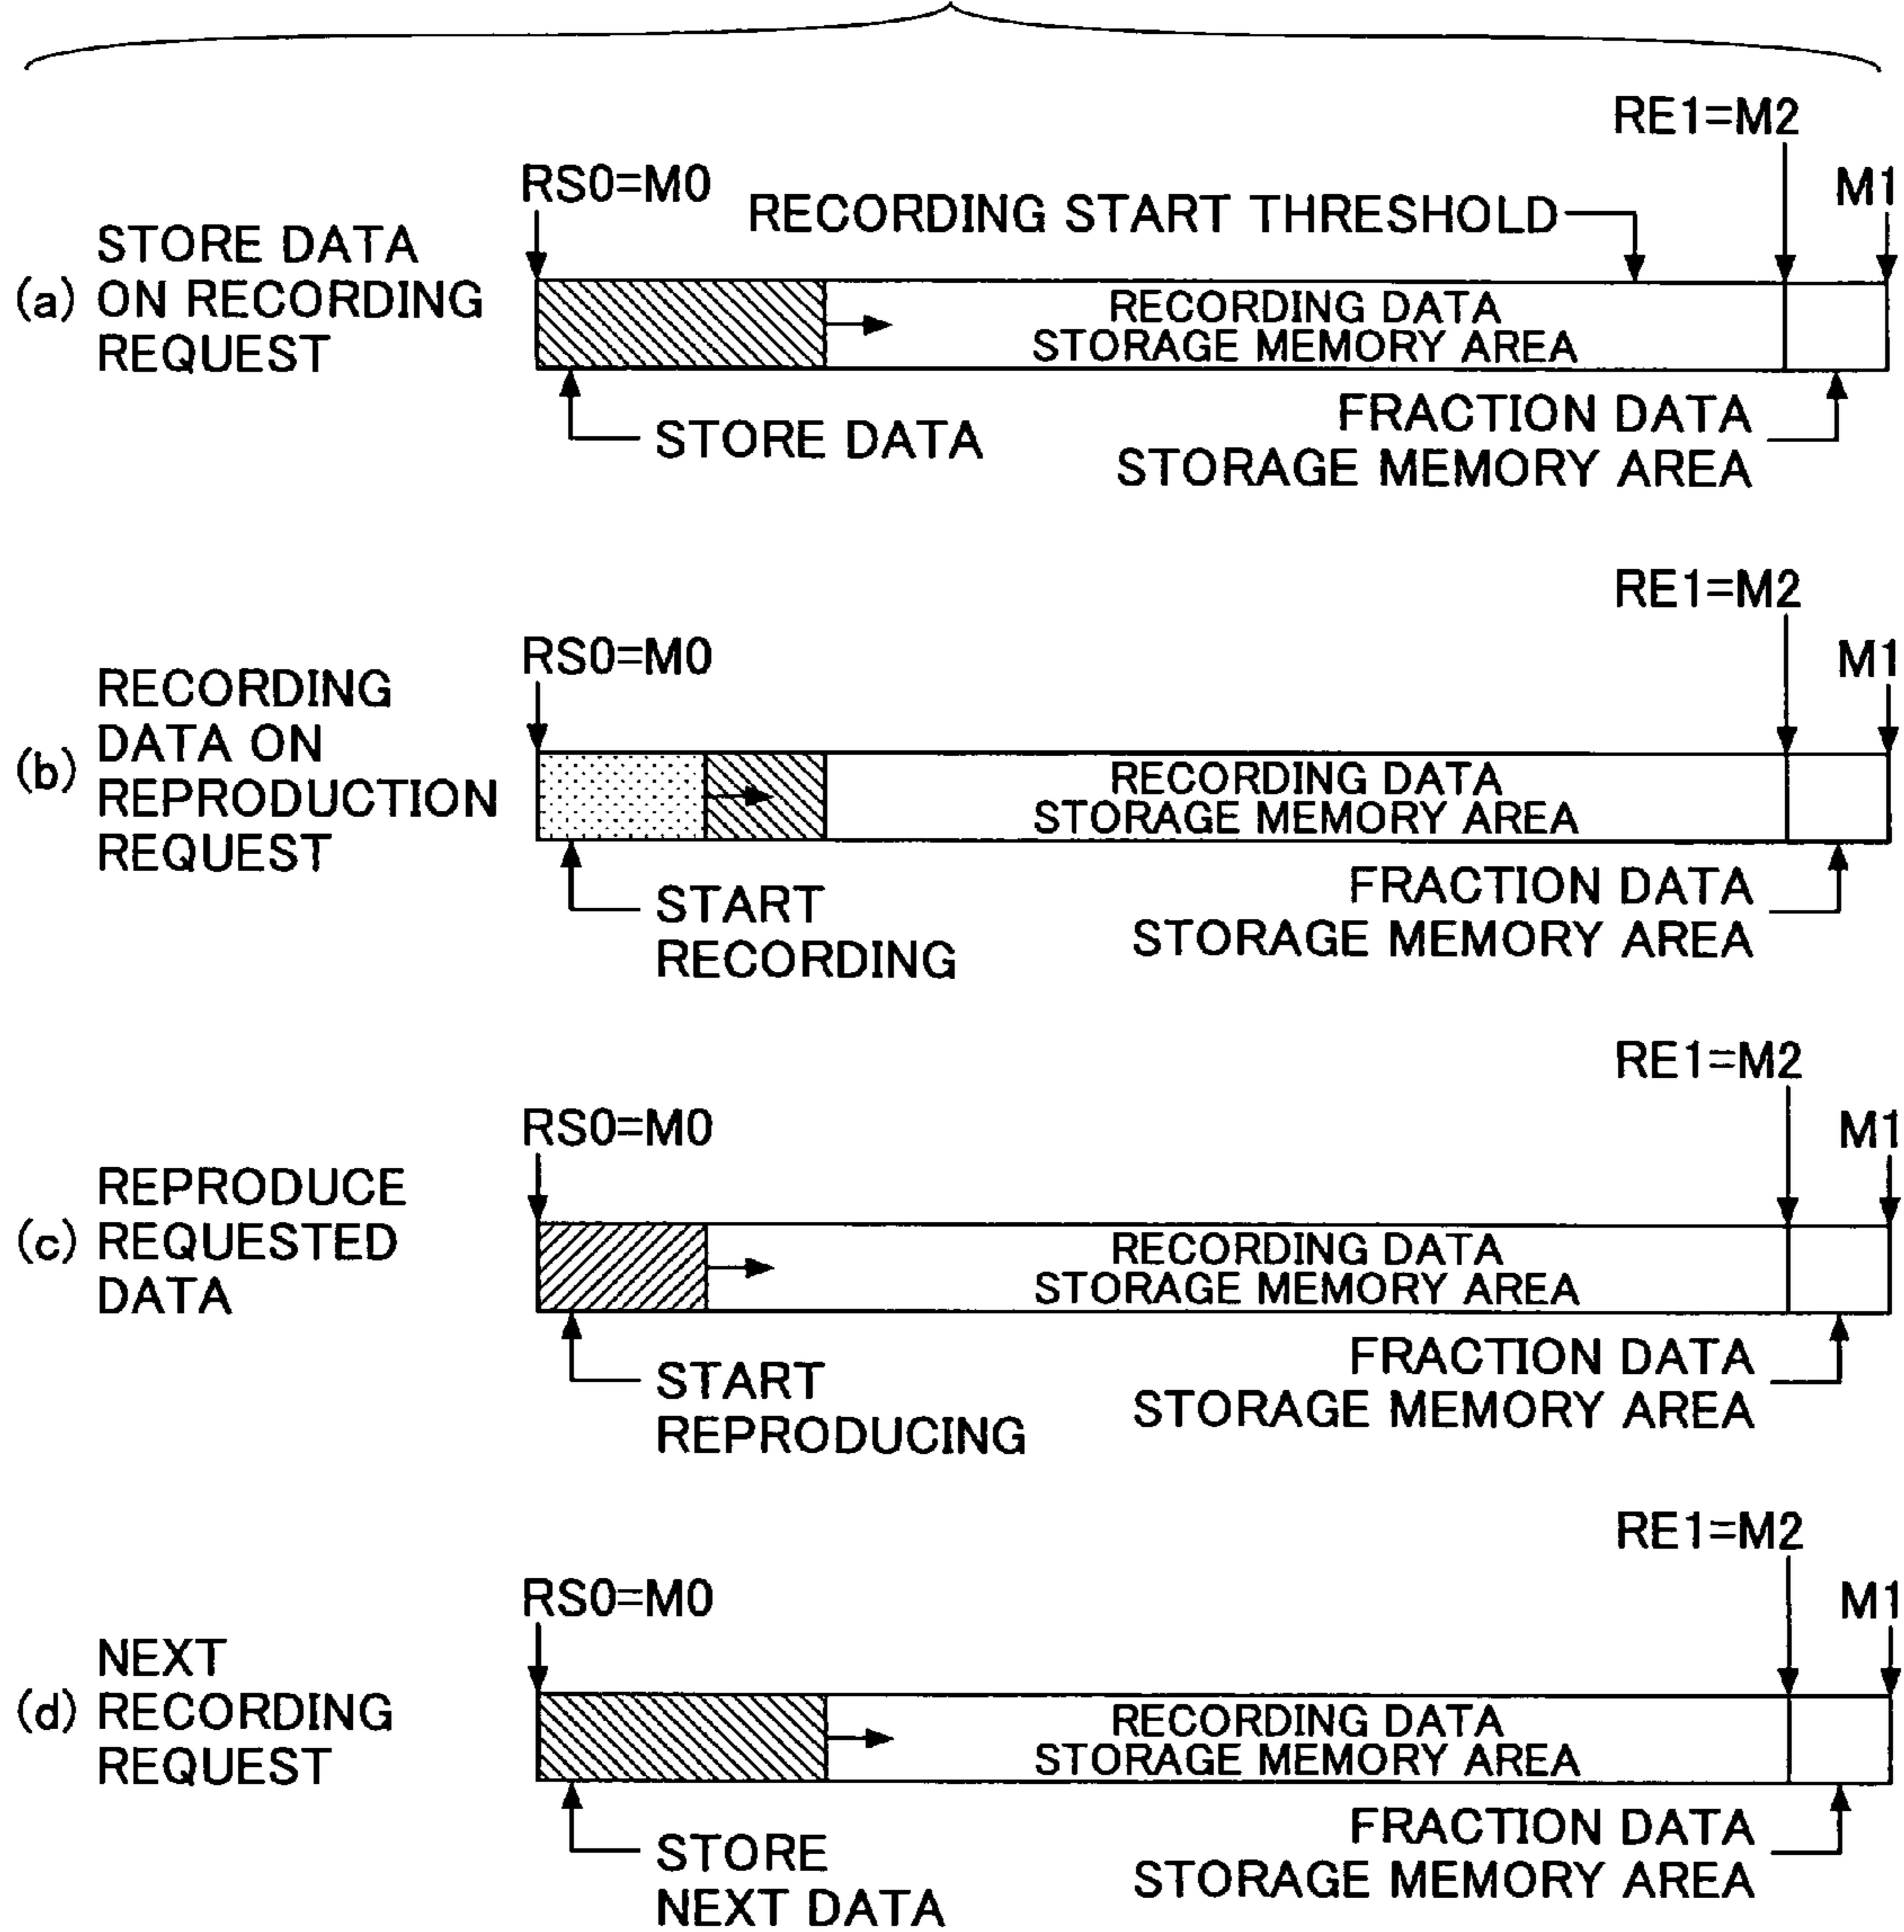 RE1=M2
RS0=M0
M1
RECORDING START THRESHOLD
(a)
STORE DATA
ON RECORDING
REQUEST
RECORDING DATA
STORAGE MEMORY AREA
STORE DATA
FRACTION DATA
STORAGE MEMORY AREA
RE1=M2
RS0=M0
M1
(b)
RECORDING
DATA ON
REPRODUCTION
REQUEST
RECORDING DATA
STORAGE MEMORY AREA
START
RECORDING
FRACTION DATA
STORAGE MEMORY AREA
RE1=M2
RS0=M0
M1
(c)
REPRODUCE
REQUESTED
DATA
RECORDING DATA
STORAGE MEMORY AREA
START
REPRODUCING
FRACTION DATA
STORAGE MEMORY AREA
RE1=M2
RS0=M0
M1
(d)
NEXT
RECORDING
REQUEST
RECORDING DATA
STORAGE MEMORY AREA
STORE
NEXT DATA
FRACTION DATA
STORAGE MEMORY AREA